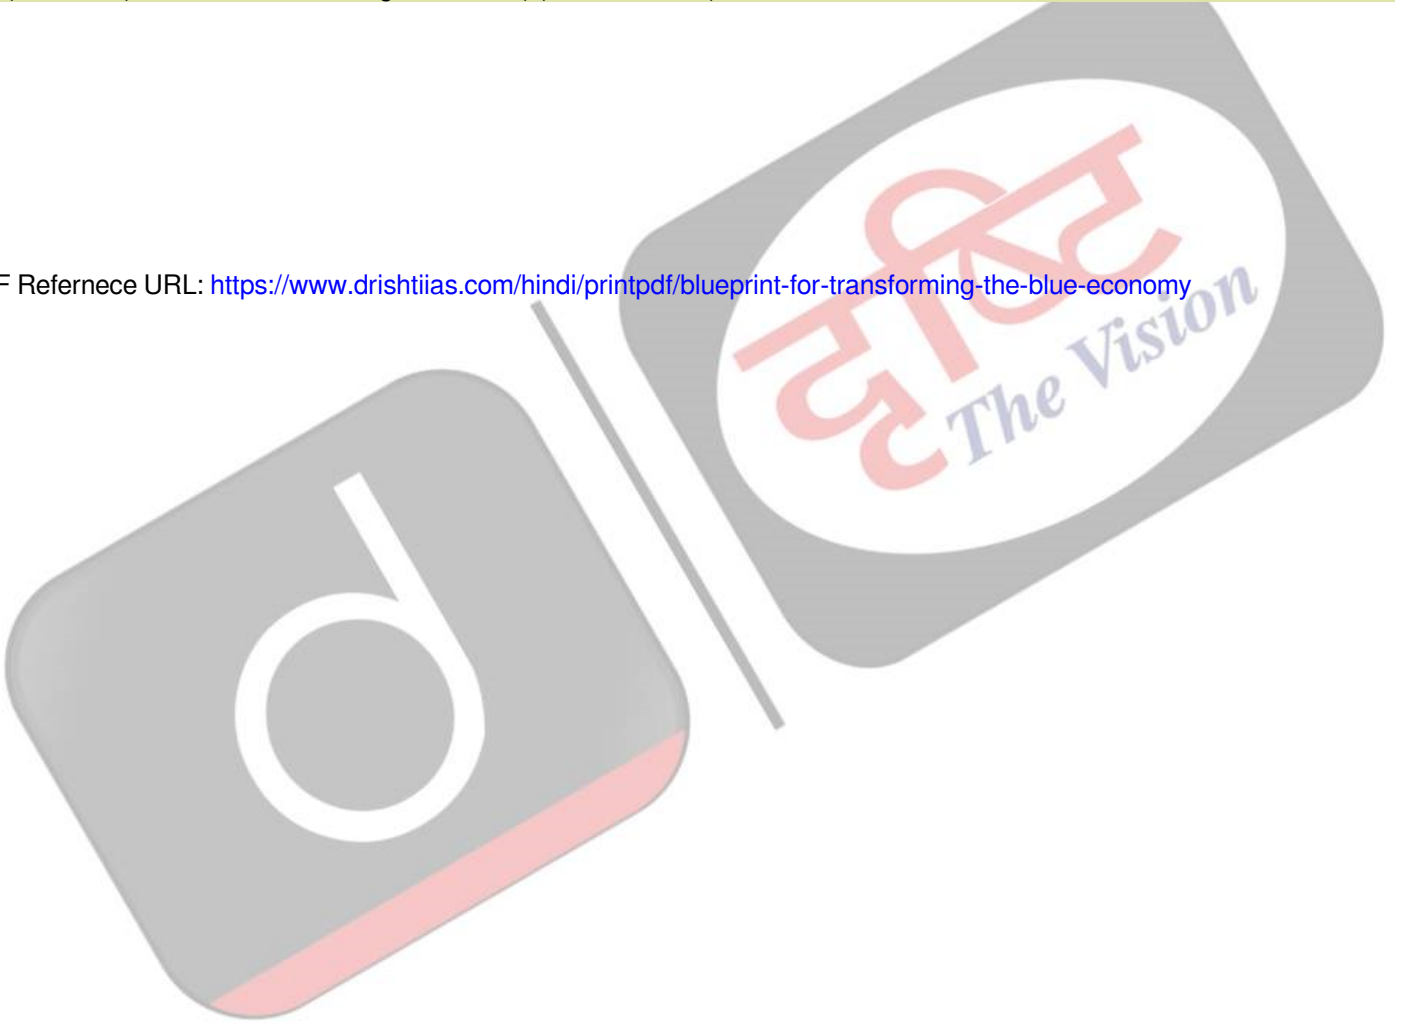 F Refernece URL: https://www.drishtiias.com/hindi/printpdf/blueprint-for-transforming-the-blue-economy
दृष्टि
The Vision
d